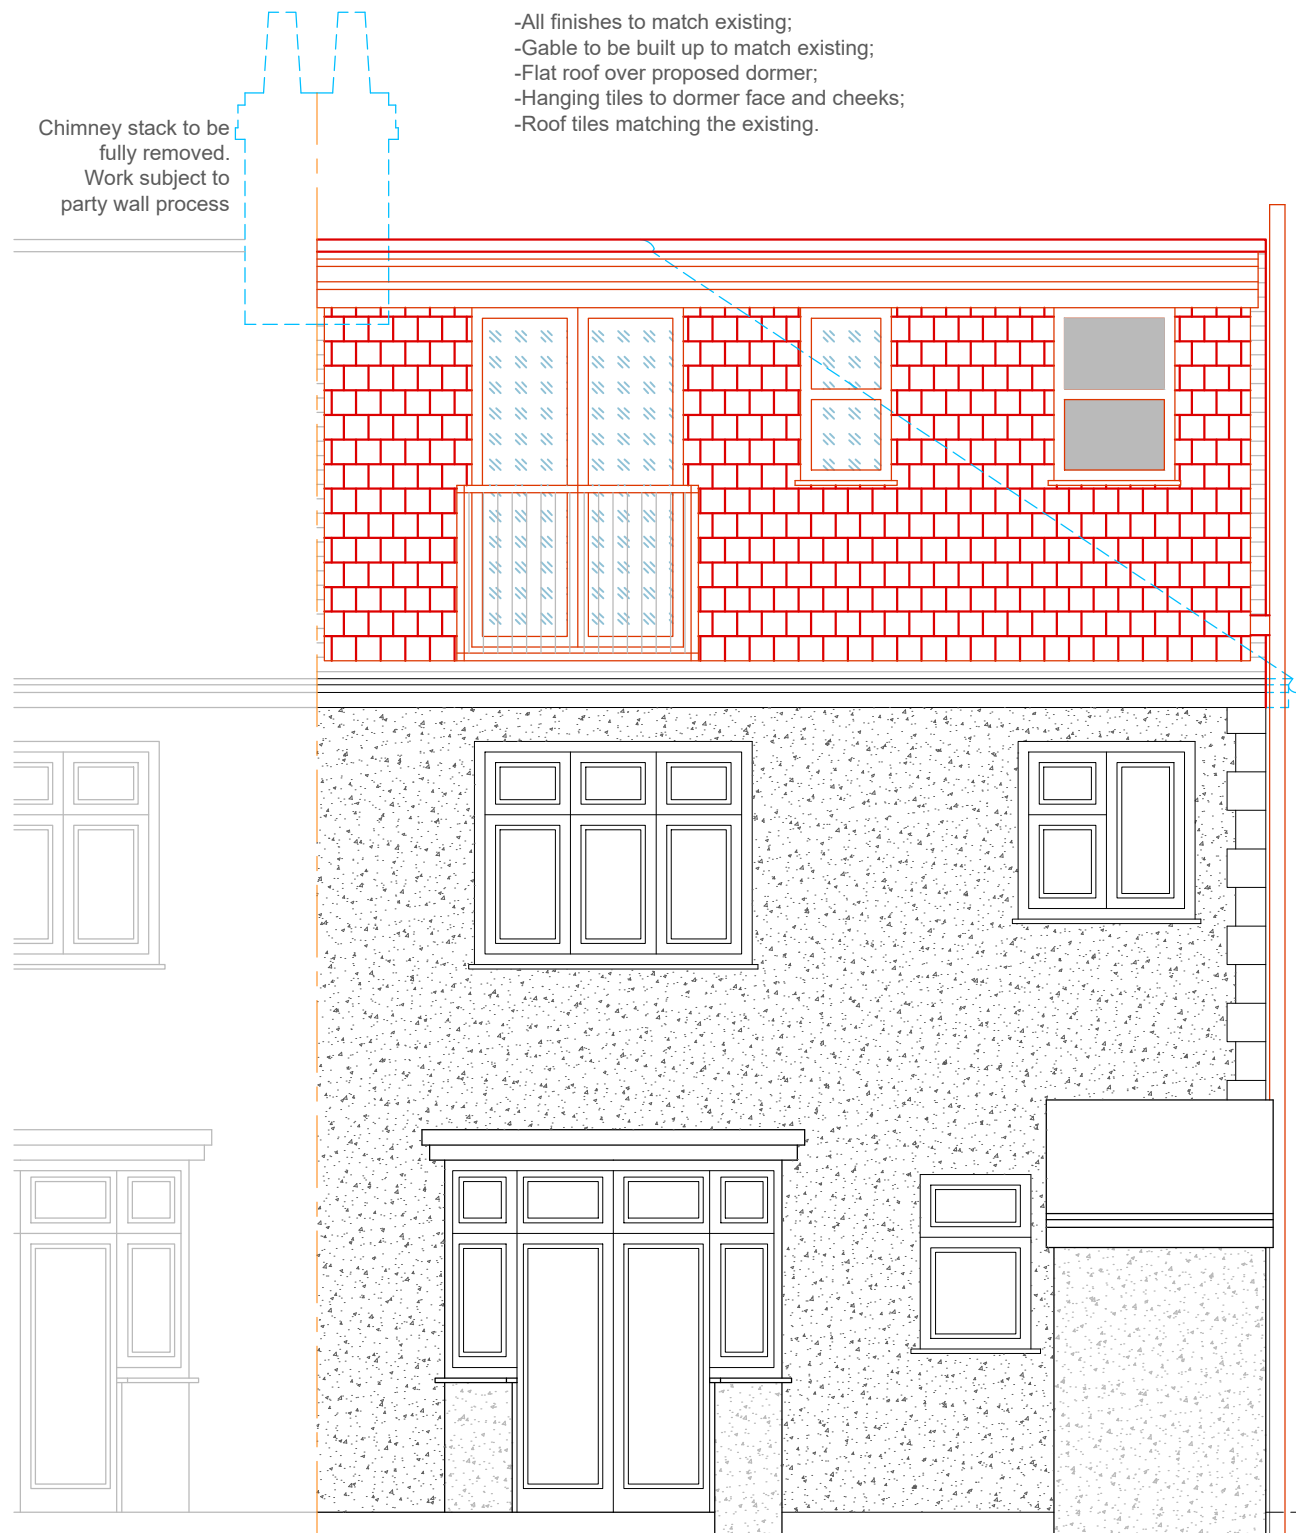 -All finishes to match existing;
-Gable to be built up to match existing;
-Flat roof over proposed dormer;
-Hanging tiles to dormer face and cheeks;
-Roof tiles matching the existing.
Chimney stack to be
fully removed.
Work subject to
party wall process